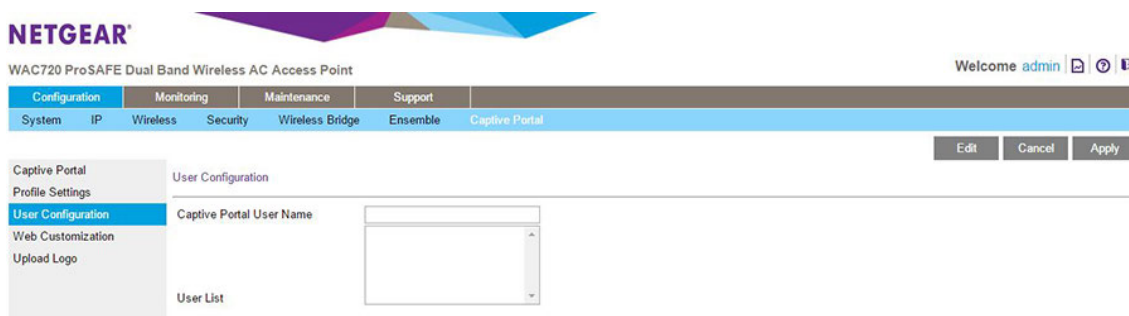 NETGEAR®
WAC720 ProSAFE Dual Band Wireless AC Access Point
Welcome admin
Configuration Monitoring Maintenance Support
System IP Wireless Security Wireless Bridge Ensemble Captive Portal
Edit Cancel Apply
Captive Portal
Profile Settings
User Configuration
Web Customization
Upload Logo
User Configuration
Captive Portal User Name
User List